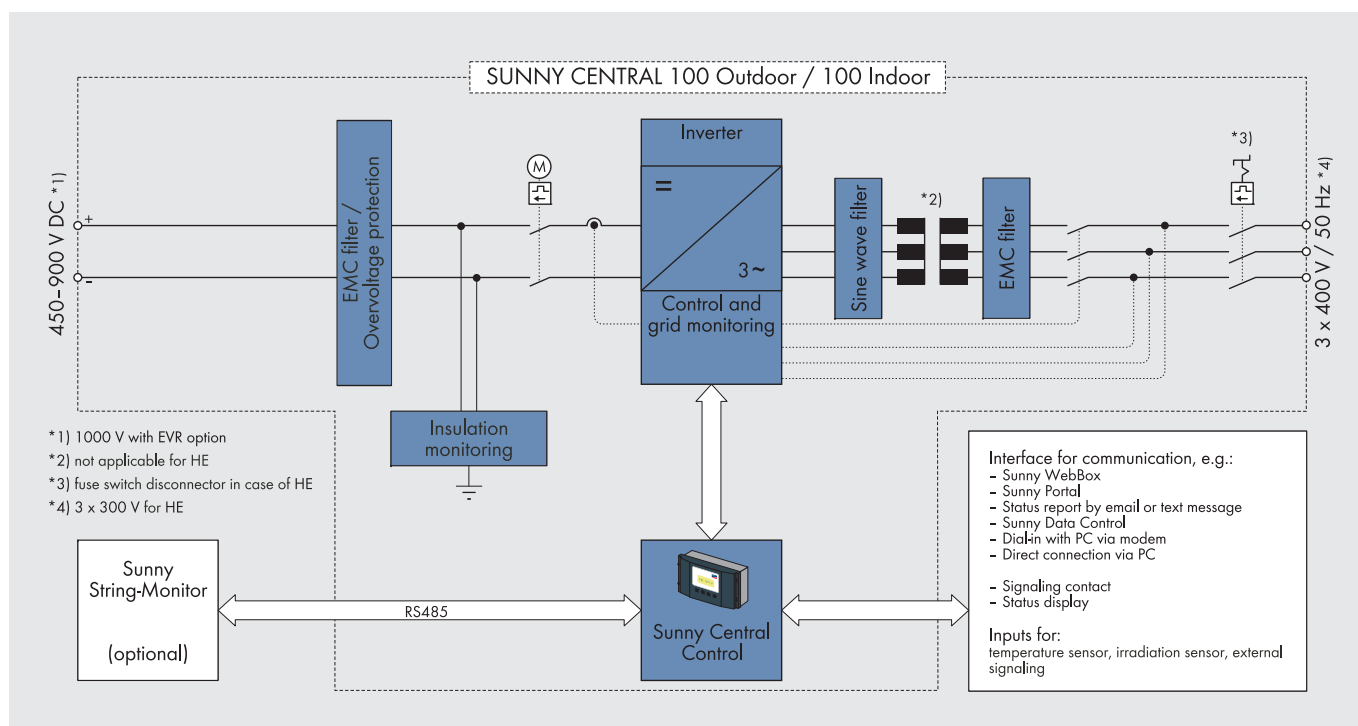 SUNNY CENTRAL 100 Outdoor / 100 Indoor
450–900 V DC *1)
+
-
EMC filter /
Overvoltage protection
M
Inverter
=
3~
Control and
grid monitoring
Sine wave filter
*2)
EMC filter
*3)
3 x 400 V / 50 Hz *4)
Insulation
monitoring
*1) 1000 V with EVR option
*2) not applicable for HE
*3) fuse switch disconnector in case of HE
*4) 3 x 300 V for HE
Sunny
String-Monitor
(optional)
RS485
Sunny Central
Control
Interface for communication, e.g.:
– Sunny WebBox
– Sunny Portal
– Status report by email or text message
– Sunny Data Control
– Dial-in with PC via modem
– Direct connection via PC
– Signaling contact
– Status display
Inputs for:
temperature sensor, irradiation sensor, external
signaling